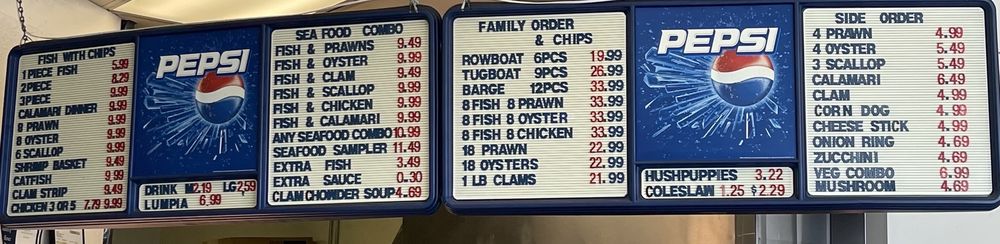 FISH WITH CHIPS
1 PIECE FISH 5.99
2 PIECE 8.29
3 PIECE 9.99
CALAMARI DINNER 9.99
8 PRAWN 9.99
8 OYSTER 9.99
6 SCALLOP 9.99
SHRIMP BASKET 9.49
CATFISH 9.99
CLAM STRIP 9.49
CHICKEN 3 OR 5 7.79 9.99
PEPSI
DRINK M2.19 LG2.59
LUMPIA 6.99
SEA FOOD COMBO
FISH & PRAWNS 9.49
FISH & OYSTER 9.99
FISH & CLAM 9.49
FISH & SCALLOP 9.99
FISH & CHICKEN 9.99
FISH & CALAMARI 9.99
ANY SEAFOOD COMBO 10.99
SEAFOOD SAMPLER 11.49
EXTRA FISH 3.49
EXTRA SAUCE 0.30
CLAM CHOWDER SOUP 4.69
FAMILY ORDER
& CHIPS
ROWBOAT 6PCS 19.99
TUGBOAT 9PCS 26.99
BARGE 12PCS 33.99
8 FISH 8 PRAWN 33.99
8 FISH 8 OYSTER 33.99
8 FISH 8 CHICKEN 33.99
18 PRAWN 22.99
18 OYSTERS 22.99
1 LB CLAMS 21.99
PEPSI
HUSHPUPPIES 3.22
COLESLAW 1.25 $2.29
SIDE ORDER
4 PRAWN 4.99
4 OYSTER 5.49
3 SCALLOP 5.49
CALAMARI 6.49
CLAM 4.99
CORN DOG 4.99
CHEESE STICK 4.99
ONION RING 4.69
ZUCCHINI 4.69
VEG COMBO 6.99
MUSHROOM 4.69